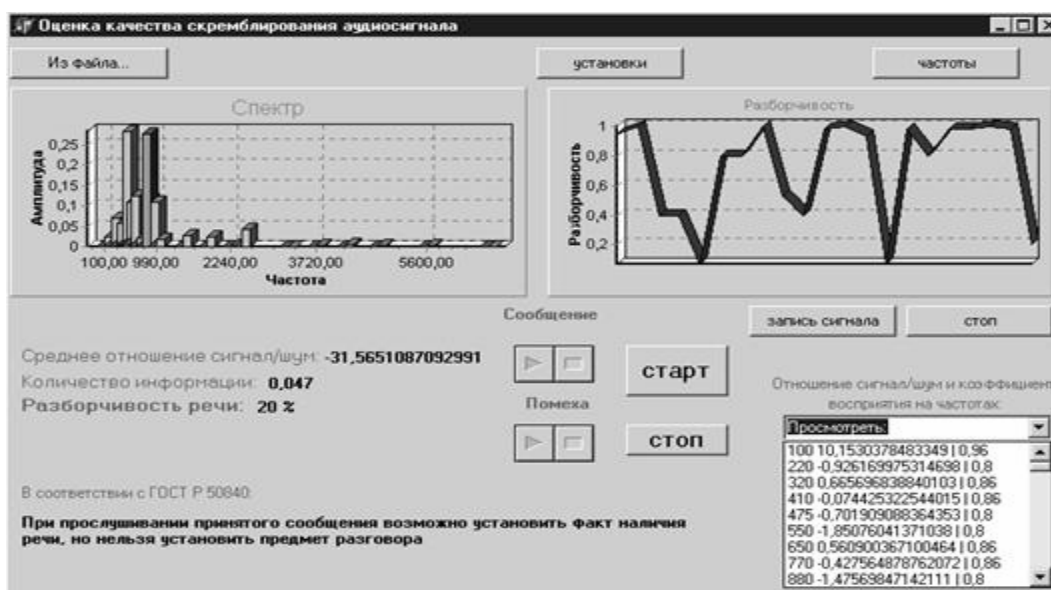 Оценка качества скремблирования аудиосигнала
Из файла...
установки
частоты
Спектр
Амплитуда
0,25
0,2
0,15
0,1
0,05
0
100,00 990,00 2240,00 3720,00 5600,00
Частота
Разборчивость
Разборчивость
1
0,8
0,6
0,4
0,2
Сообщение
запись сигнала
стоп
Среднее отношение сигнал/шум: -31,5651087092991
Количество информации: 0,047
Разборчивость речи: 20 %
старт
Помеха
стоп
Отношение сигнал/шум и коэффициент
восприятия на частотах:
Просмотреть:
100 10,1530378483349 | 0,96
220 -0,926169975314698 | 0,8
320 0,665696838840103 | 0,86
410 -0,074425322544015 | 0,86
475 -0,701909088364353 | 0,8
550 -1,85076041371038 | 0,8
650 0,560900367100464 | 0,86
770 -0,427564878762072 | 0,86
880 -1,47569847142111 | 0,8
В соответствии с ГОСТ Р 50840:
При прослушивании принятого сообщения возможно установить факт наличия
речи, но нельзя установить предмет разговора